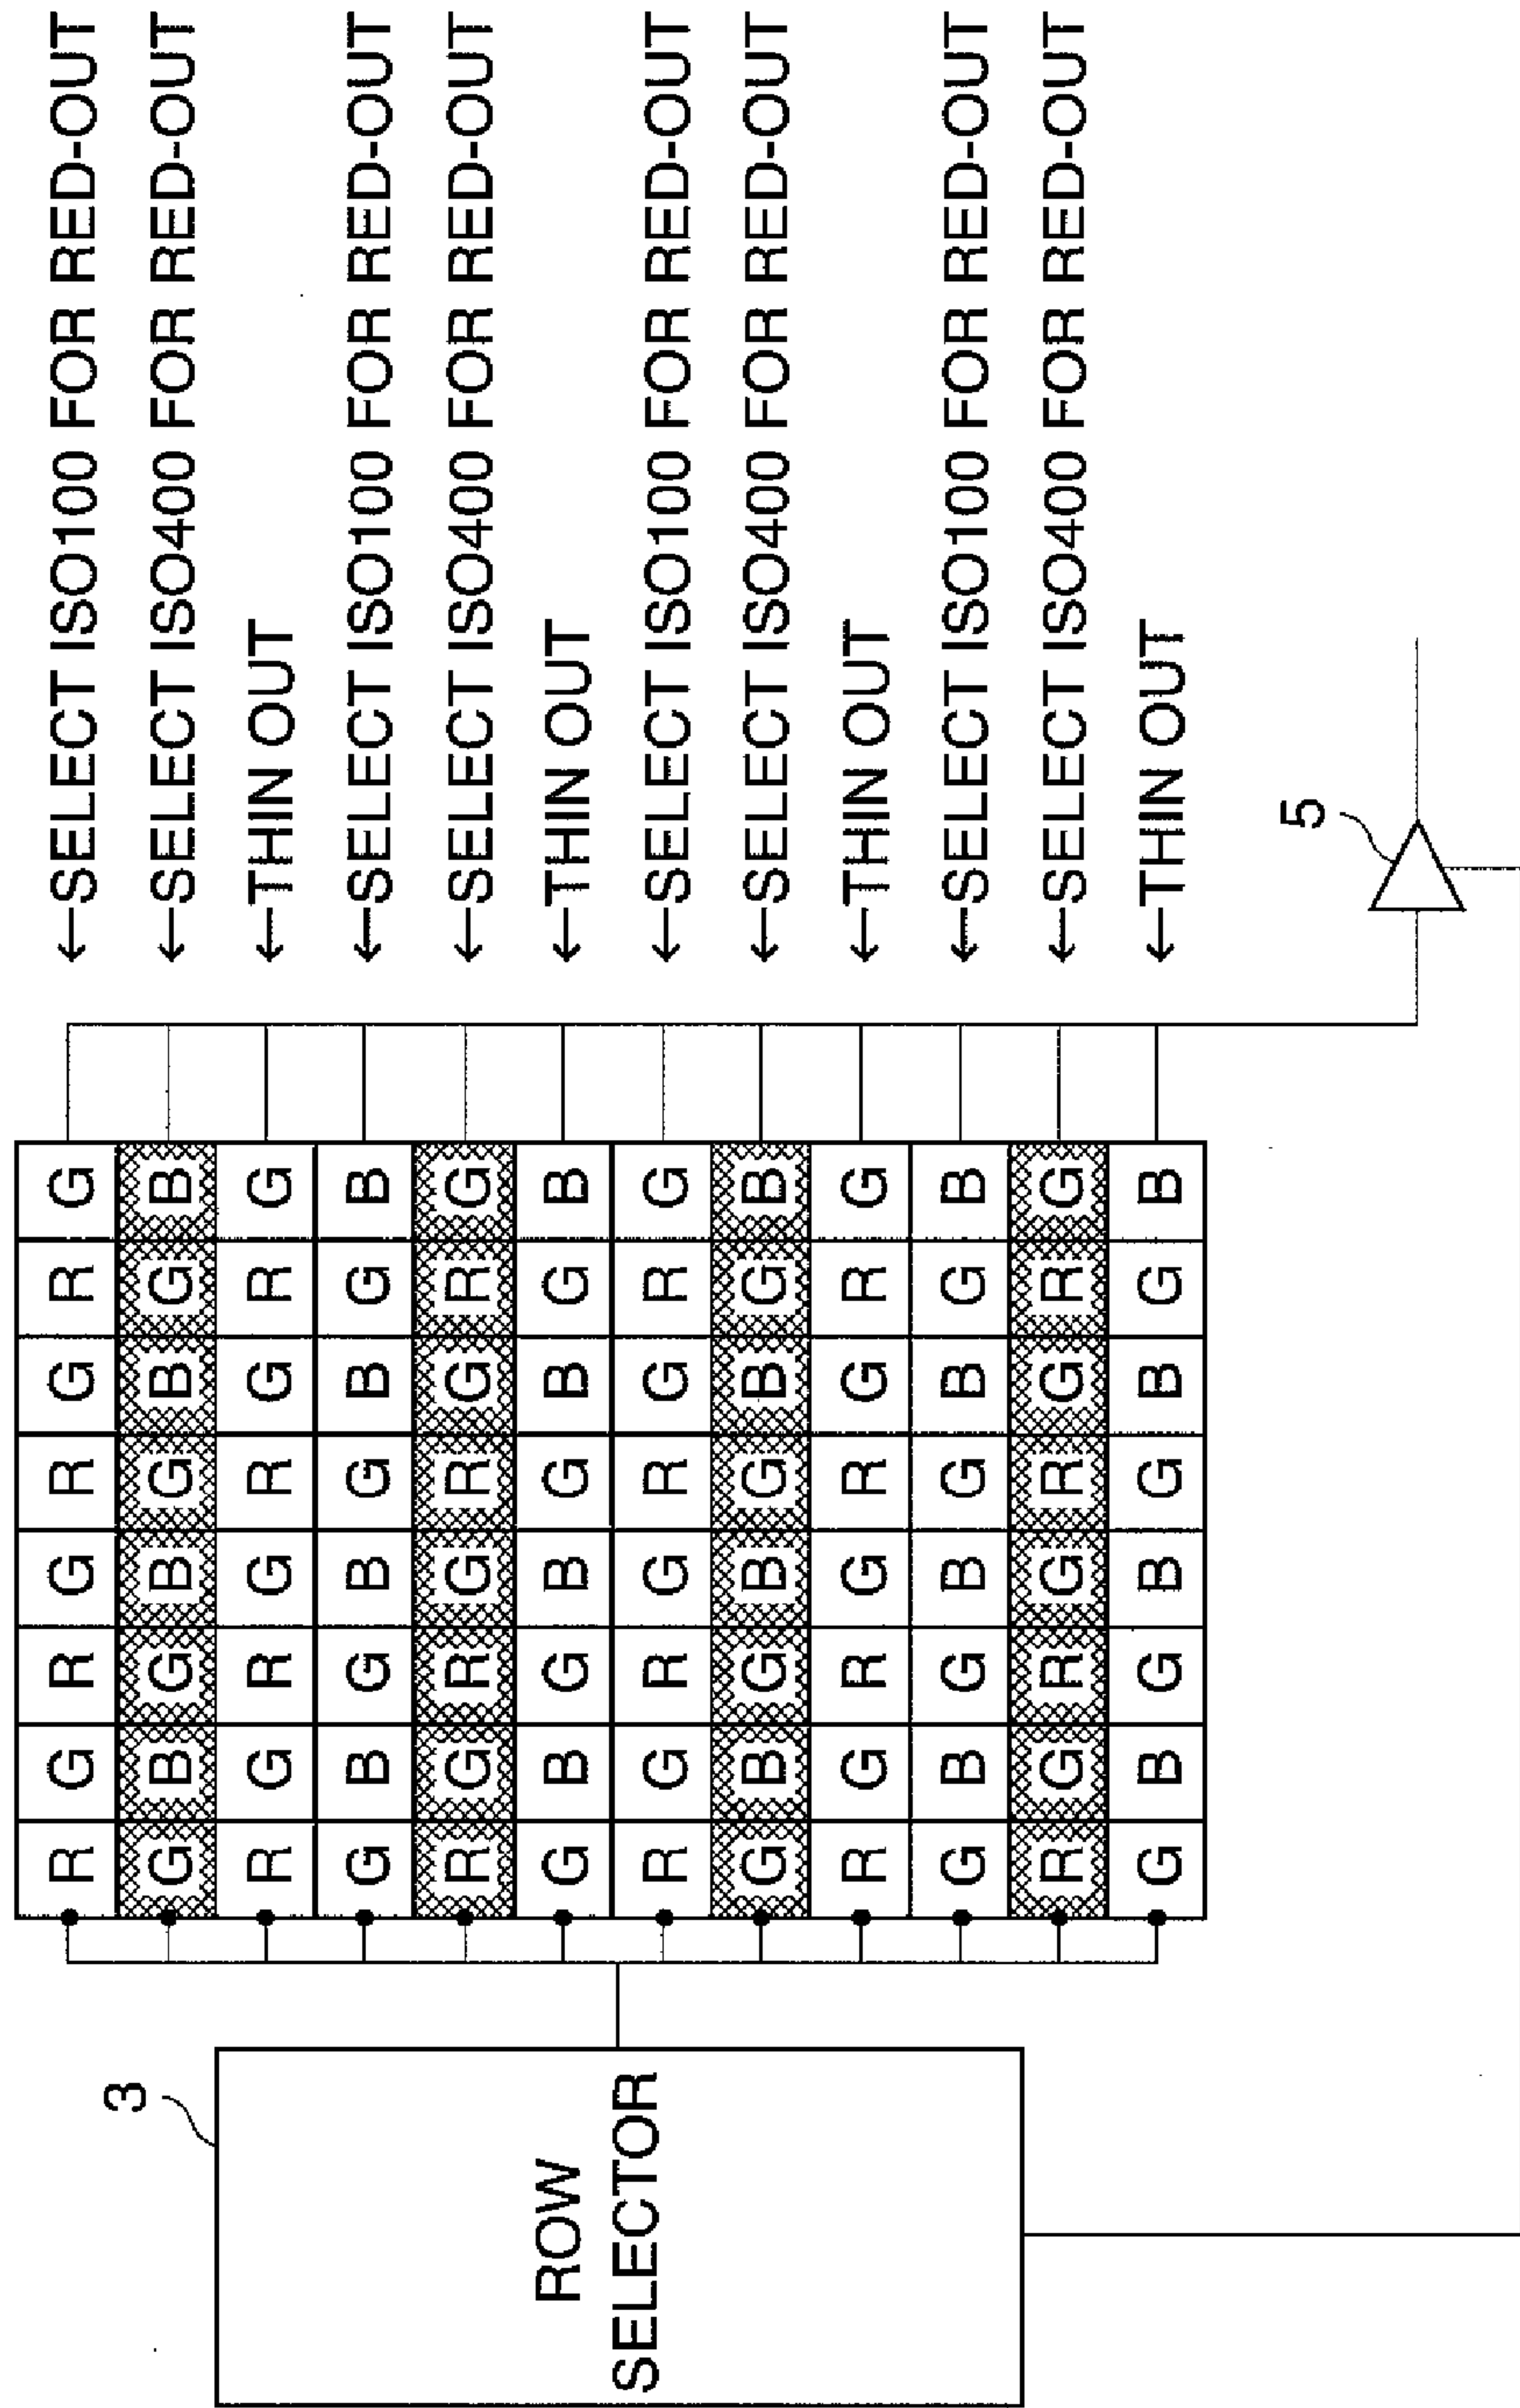 3
ROW
SELECTOR
R G R G R G R G ←SELECT ISO100 FOR RED-OUT
G B G B G B G B ←SELECT ISO400 FOR RED-OUT
R G R G R G R G ←THIN OUT
G B G B G B G B ←SELECT ISO100 FOR RED-OUT
R G R G R G R G ←SELECT ISO400 FOR RED-OUT
G B G B G B G B ←THIN OUT
R G R G R G R G ←SELECT ISO100 FOR RED-OUT
G B G B G B G B ←SELECT ISO400 FOR RED-OUT
R G R G R G R G ←THIN OUT
G B G B G B G B ←SELECT ISO100 FOR RED-OUT
R G R G R G R G ←SELECT ISO400 FOR RED-OUT
G B G B G B G B ←THIN OUT
5